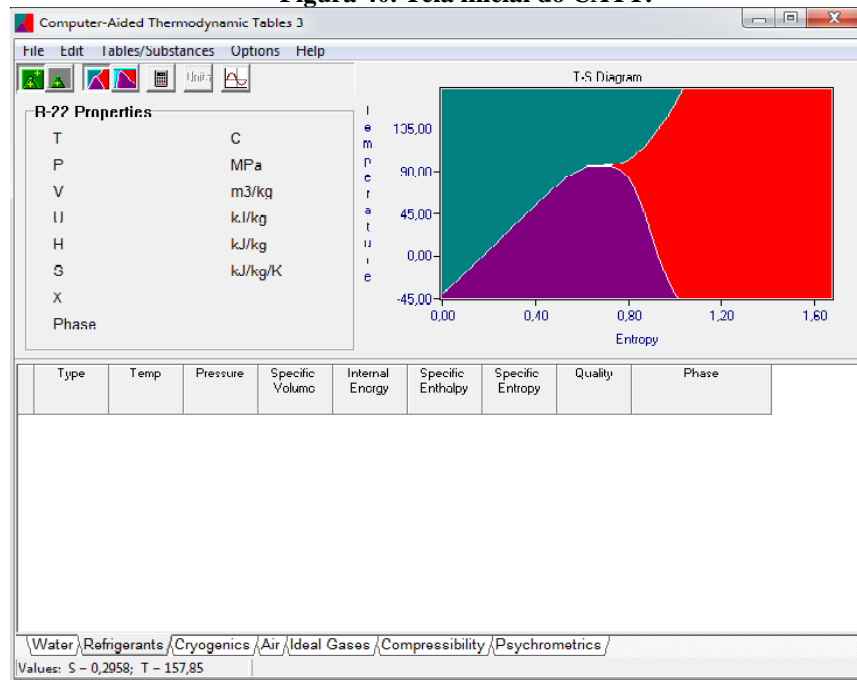 Figura 40. Tela inicial do CATT.
Computer-Aided Thermodynamic Tables 3
File Edit Tables/Substances Options Help
Units
R-22 Properties
T C
P MPa
V m3/kg
U kJ/kg
H kJ/kg
S kJ/kg/K
X
Phase
T-S Diagram
Temperature
135,00
90,00
45,00
0,00
-45,00
0,00 0,40 0,80 1,20 1,60
Entropy
Type Temp Pressure Specific Volume Internal Energy Specific Enthalpy Specific Entropy Quality Phase
Water Refrigerants Cryogenics Air Ideal Gases Compressibility Psychrometrics
Values: S – 0,2958; T – 157,85